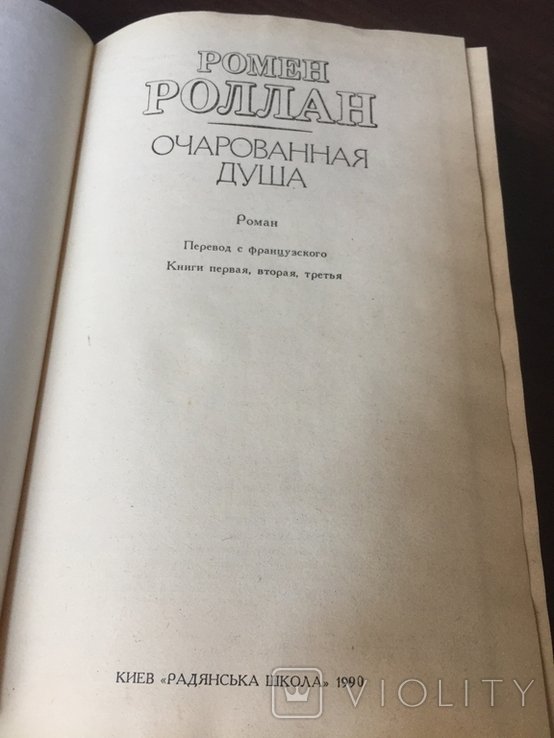 РОМЕН
РОЛЛАН
ОЧАРОВАННАЯ
ДУША
Роман
Перевод с французского
Книги первая, вторая, третья
КИЕВ «РАДЯНСЬКА ШКОЛА» 1990
VIOLITY